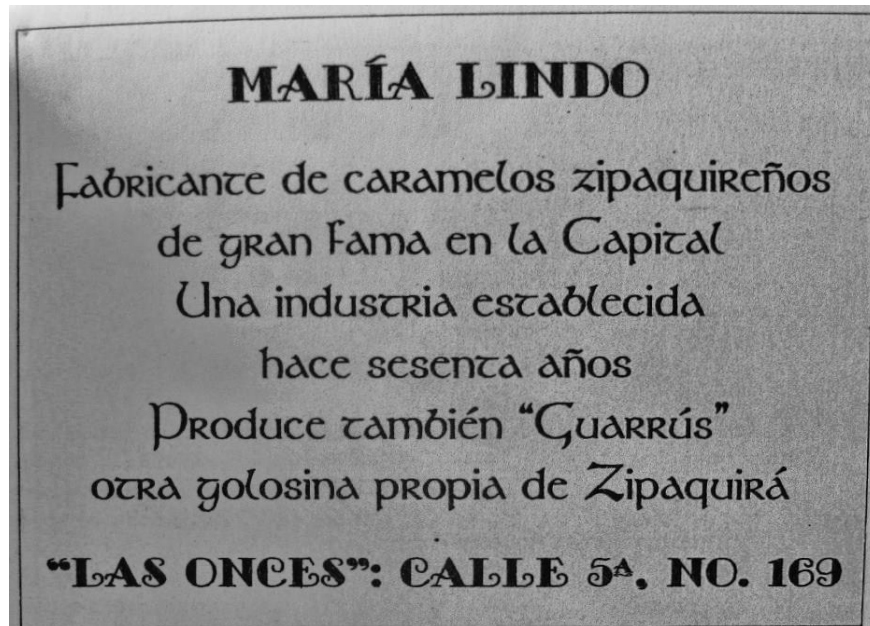 MARÍA LINDO
Fabricante de caramelos zipaquireños
de gran fama en la Capital
Una industria establecida
hace sesenta años
Produce también “Guarrús”
otra golosina propia de Zipaquirá
“LAS ONCES”: CALLE 5ª, NO. 169